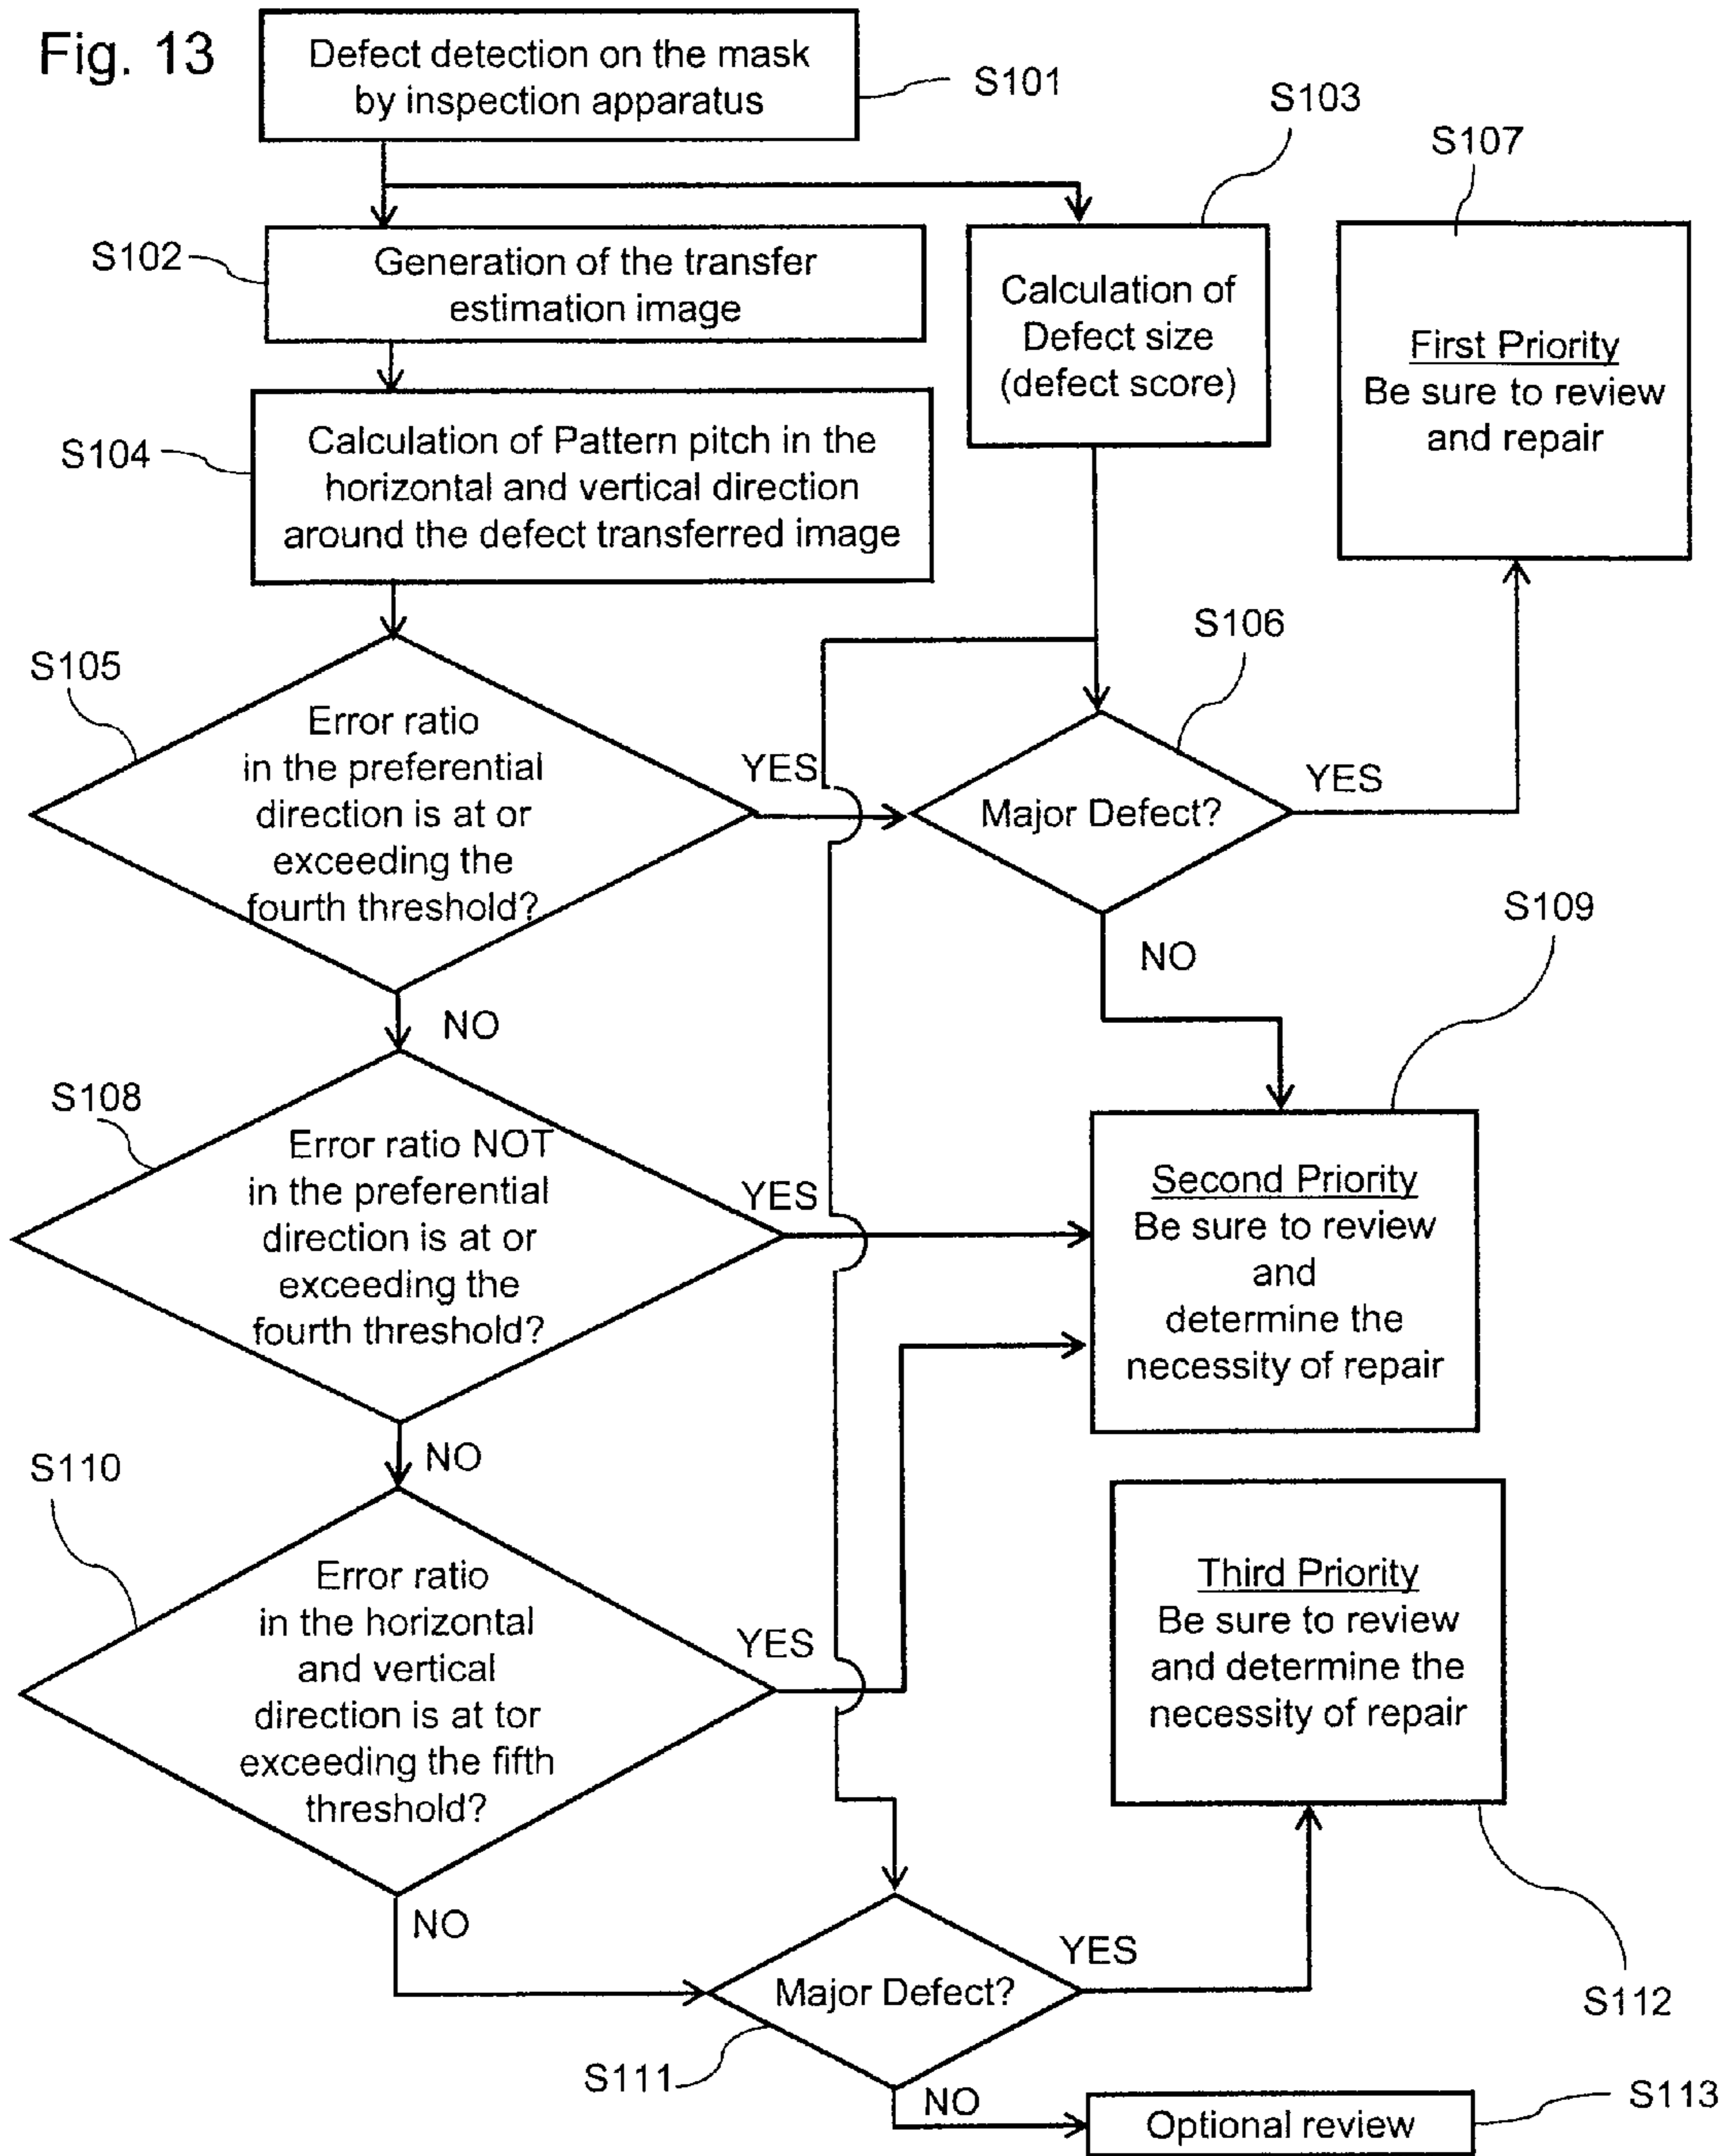 Fig. 13
Defect detection on the mask
by inspection apparatus
S101
S103
S107
S102
Generation of the transfer
estimation image
Calculation of
Defect size
(defect score)
First Priority
Be sure to review
and repair
S104
Calculation of Pattern pitch in the
horizontal and vertical direction
around the defect transferred image
S105
Error ratio
in the preferential
direction is at or
exceeding the
fourth threshold?
YES
S106
Major Defect?
YES
NO
NO
S109
S108
Error ratio NOT
in the preferential
direction is at or
exceeding the
fourth threshold?
YES
Second Priority
Be sure to review
and
determine the
necessity of repair
NO
S110
Error ratio
in the horizontal
and vertical
direction is at tor
exceeding the fifth
threshold?
YES
Third Priority
Be sure to review
and determine the
necessity of repair
NO
Major Defect?
YES
S112
S111
NO
Optional review
S113